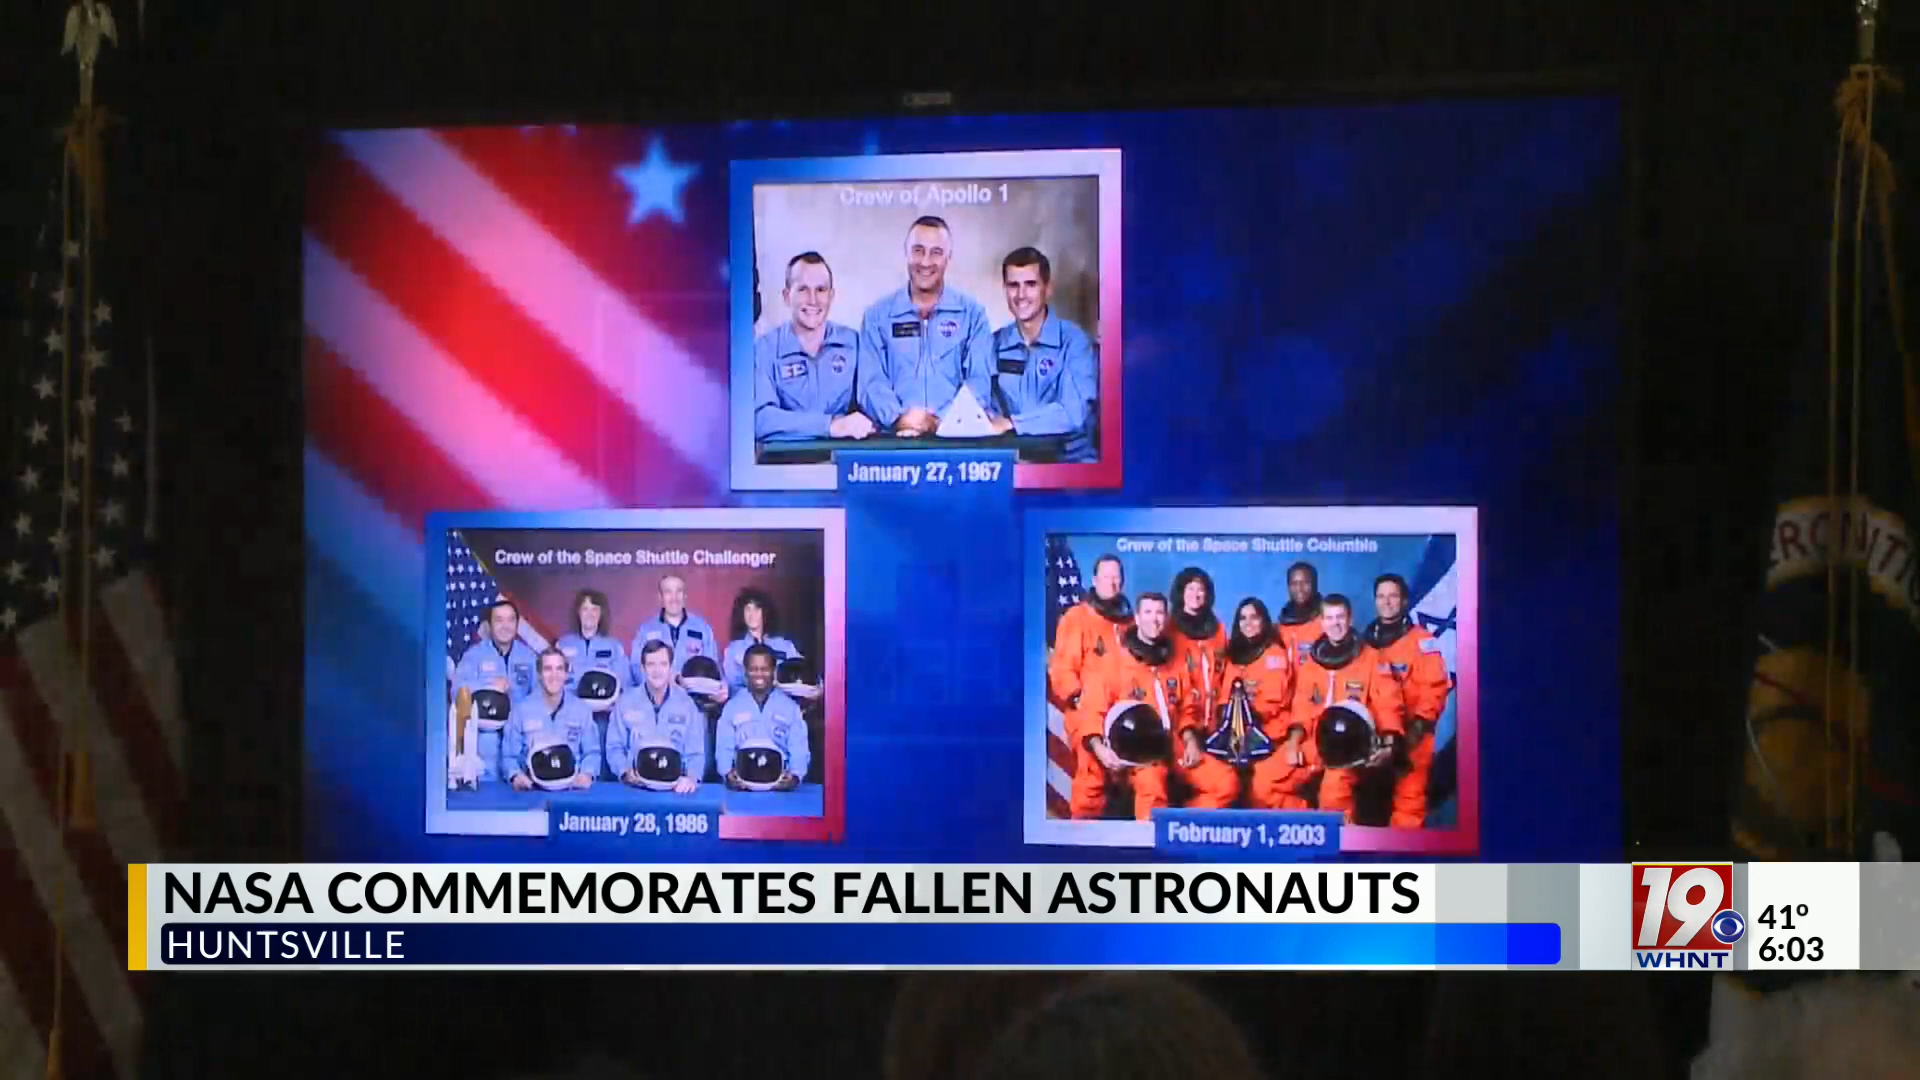 Crew of Apollo 1
January 27, 1967
Crew of the Space Shuttle Challenger
January 28, 1986
Crew of the Space Shuttle Columbia
February 1, 2003
NASA COMMEMORATES FALLEN ASTRONAUTS
HUNTSVILLE
19
WHNT
41º
6:03